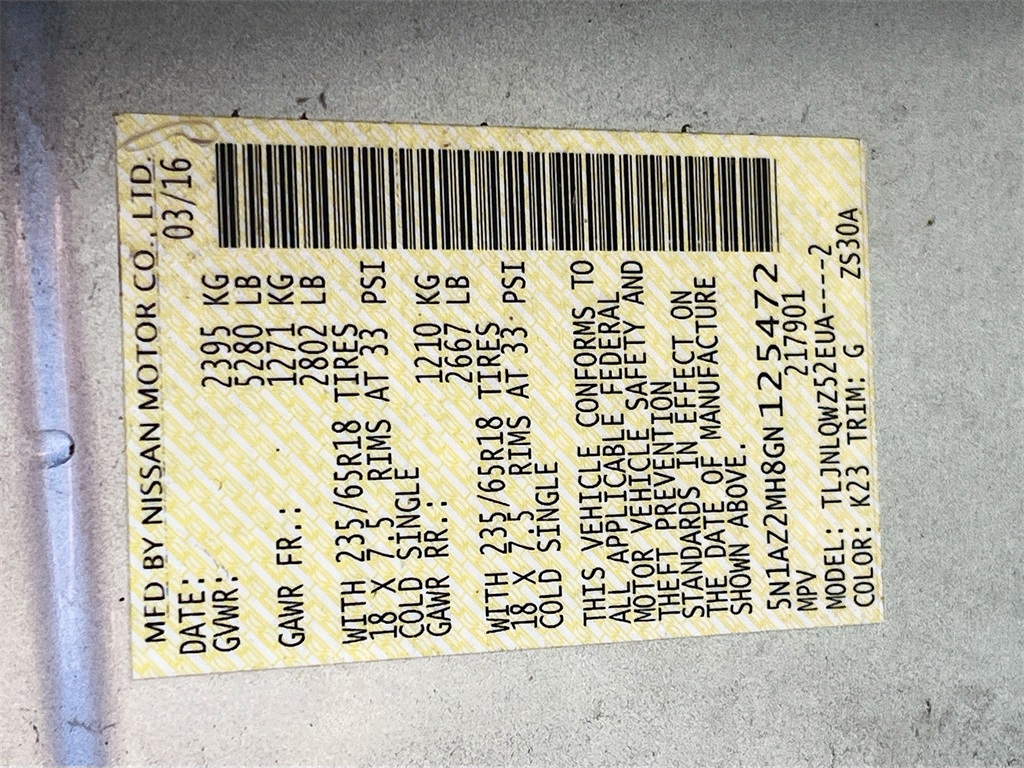 MFD BY NISSAN MOTOR CO., LTD.
DATE: 03/16
GVWR: 2395 KG
5280 LB
GAWR FR.: 1271 KG
2802 LB
WITH 235/65R18 TIRES
18 X 7.5 RIMS AT 33 PSI
COLD SINGLE
GAWR RR.: 1210 KG
2667 LB
WITH 235/65R18 TIRES
18 X 7.5 RIMS AT 33 PSI
COLD SINGLE
THIS VEHICLE CONFORMS TO
ALL APPLICABLE FEDERAL
MOTOR VEHICLE SAFETY AND
THEFT PREVENTION
STANDARDS IN EFFECT ON
THE DATE OF MANUFACTURE
SHOWN ABOVE.
5N1AZ2MH8GN125472
MPV 217901
MODEL: TLJNLQWZ52EUA----2
COLOR: K23 TRIM: G ZS30A